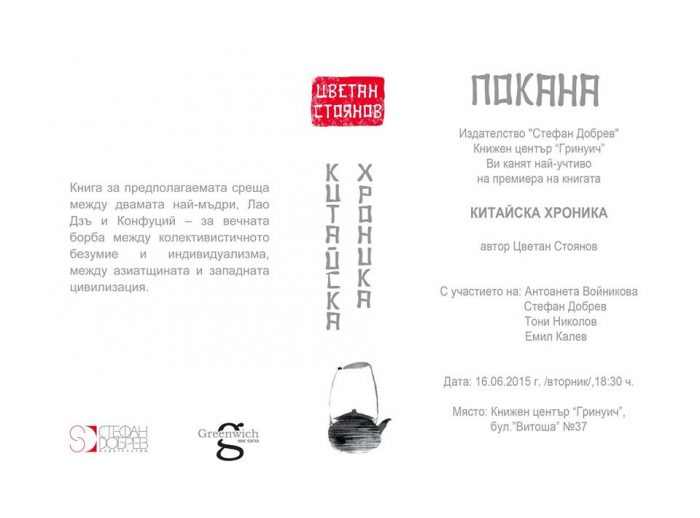 Книга за предполагаемата среща
между двамата най-мъдри, Лао
Дзъ и Конфуций – за вечната
борба между колективистичното
безумие и индивидуализма,
между азиатщината и западната
цивилизация.
СТЕФАН
ДОБРЕВ
ИЗДАТЕЛСТВО
Greenwich
BOOK CENTER
ЦВЕТАН
СТОЯНОВ
КИТАЙСКА
ХРОНИКА
ПОКАНА
Издателство "Стефан Добрев"
Книжен център “Гринуич”
Ви канят най-учтиво
на премиера на книгата
КИТАЙСКА ХРОНИКА
автор Цветан Стоянов
С участието на: Антоанета Войникова
Стефан Добрев
Тони Николов
Емил Калев
Дата: 16.06.2015 г. /вторник/,18:30 ч.
Място: Книжен център “Гринуич”,
бул.”Витоша” №37